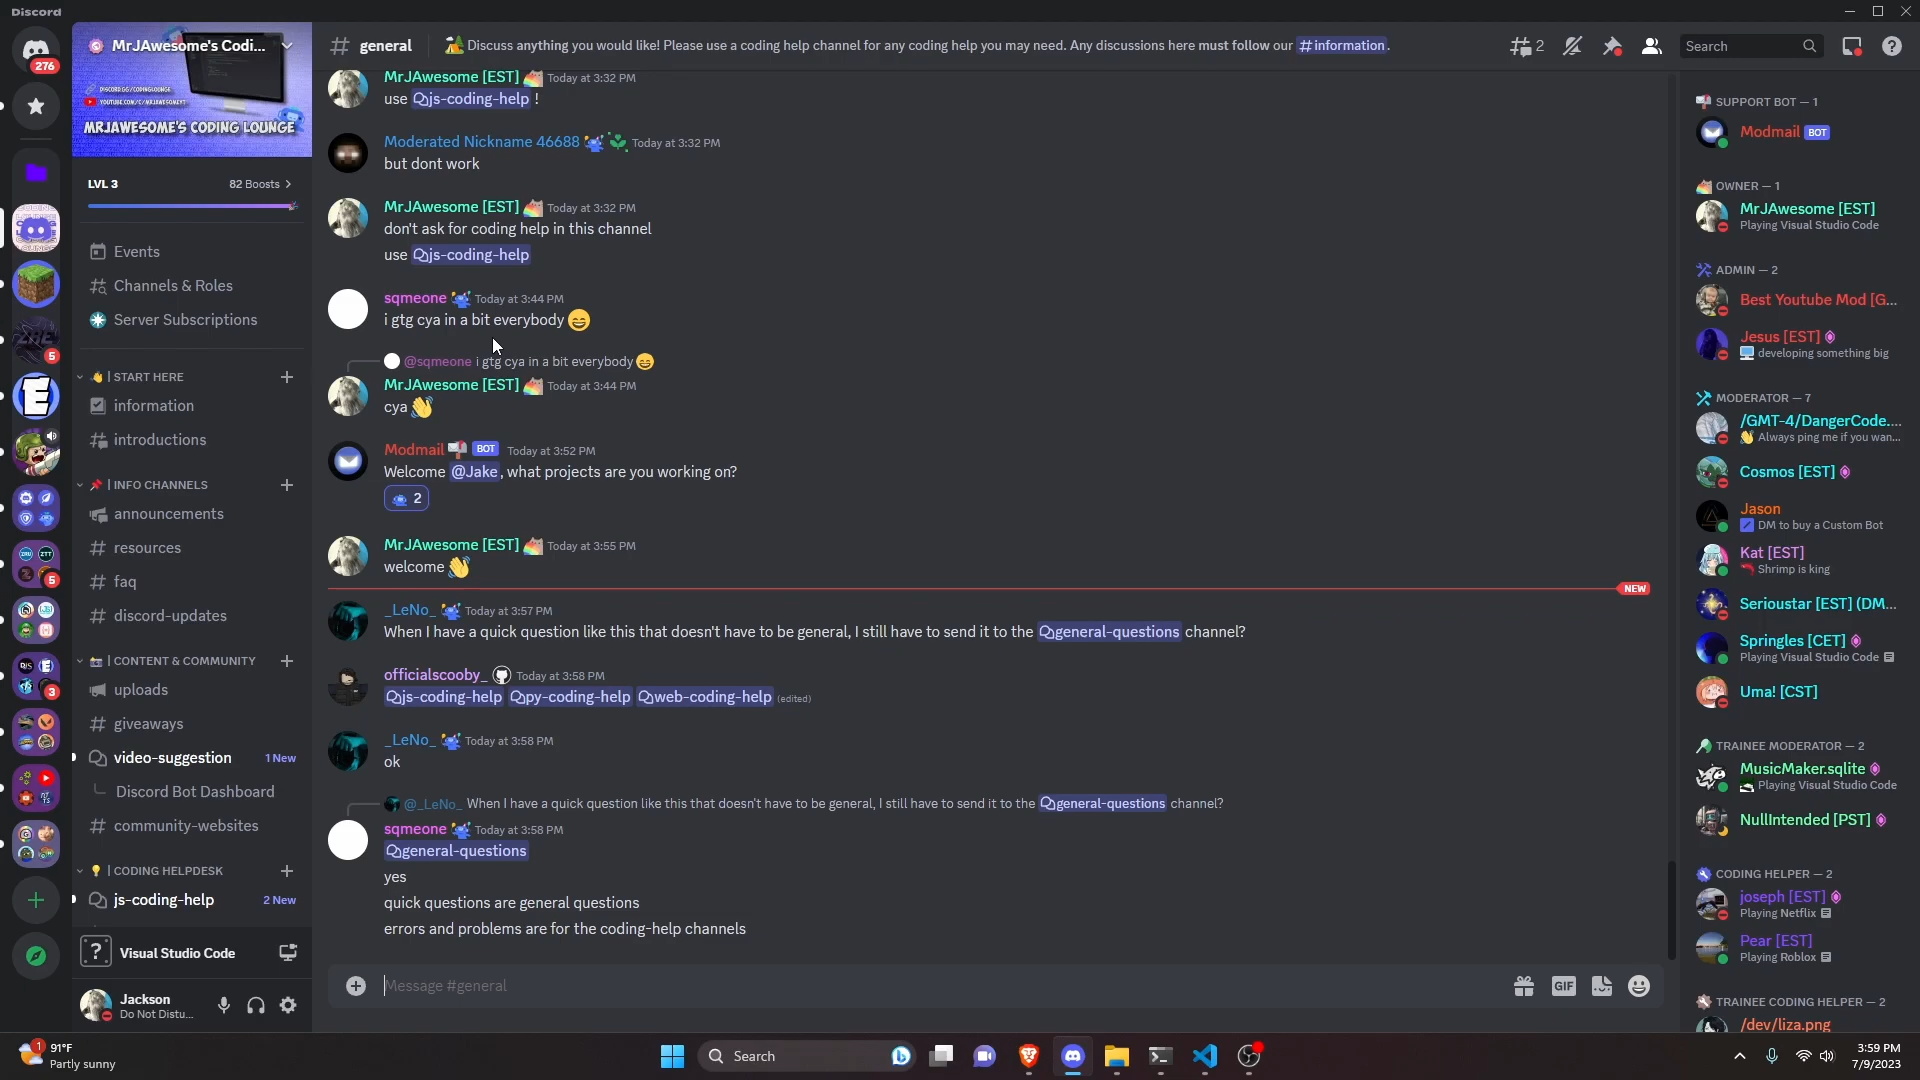 Discord
276
MrJAwesome's Codi...
DISCORD.GG/CODINGLOUNGE
YOUTUBE.COM/C/MRJAWESOMEYT
MRJAWESOME'S CODING LOUNGE
LVL 3
82 Boosts
Events
Channels & Roles
Server Subscriptions
| START HERE
information
introductions
| INFO CHANNELS
announcements
resources
faq
discord-updates
| CONTENT & COMMUNITY
uploads
giveaways
video-suggestion
1 New
Discord Bot Dashboard
community-websites
| CODING HELPDESK
js-coding-help
2 New
Visual Studio Code
Jackson
Do Not Distu...
5
5
3
general
Discuss anything you would like! Please use a coding help channel for any coding help you may need. Any discussions here must follow our # information .
2
Search
MrJAwesome [EST] Today at 3:32 PM
use js-coding-help !
Moderated Nickname 46688 Today at 3:32 PM
but dont work
MrJAwesome [EST] Today at 3:32 PM
don't ask for coding help in this channel
use js-coding-help
sqmeone Today at 3:44 PM
i gtg cya in a bit everybody
@sqmeone i gtg cya in a bit everybody
MrJAwesome [EST] Today at 3:44 PM
cya
Modmail BOT Today at 3:52 PM
Welcome @Jake, what projects are you working on?
2
MrJAwesome [EST] Today at 3:55 PM
welcome
NEW
_LeNo_ Today at 3:57 PM
When I have a quick question like this that doesn't have to be general, I still have to send it to the general-questions channel?
officialscooby_ Today at 3:58 PM
js-coding-help py-coding-help web-coding-help (edited)
_LeNo_ Today at 3:58 PM
ok
@_LeNo_ When I have a quick question like this that doesn't have to be general, I still have to send it to the general-questions channel?
sqmeone Today at 3:58 PM
general-questions
yes
quick questions are general questions
errors and problems are for the coding-help channels
Message #general
GIF
SUPPORT BOT — 1
Modmail BOT
OWNER — 1
MrJAwesome [EST]
Playing Visual Studio Code
ADMIN — 2
Best Youtube Mod [G...
Jesus [EST]
developing something big
MODERATOR — 7
/GMT-4/DangerCode....
Always ping me if you wan...
Cosmos [EST]
Jason
DM to buy a Custom Bot
Kat [EST]
Shrimp is king
Serioustar [EST] (DM...
Springles [CET]
Playing Visual Studio Code
Uma! [CST]
TRAINEE MODERATOR — 2
MusicMaker.sqlite
Playing Visual Studio Code
NullIntended [PST]
CODING HELPER — 2
joseph [EST]
Playing Netflix
Pear [EST]
Playing Roblox
TRAINEE CODING HELPER — 2
/dev/liza.png
1
91°F
Partly sunny
Search
3:59 PM
7/9/2023